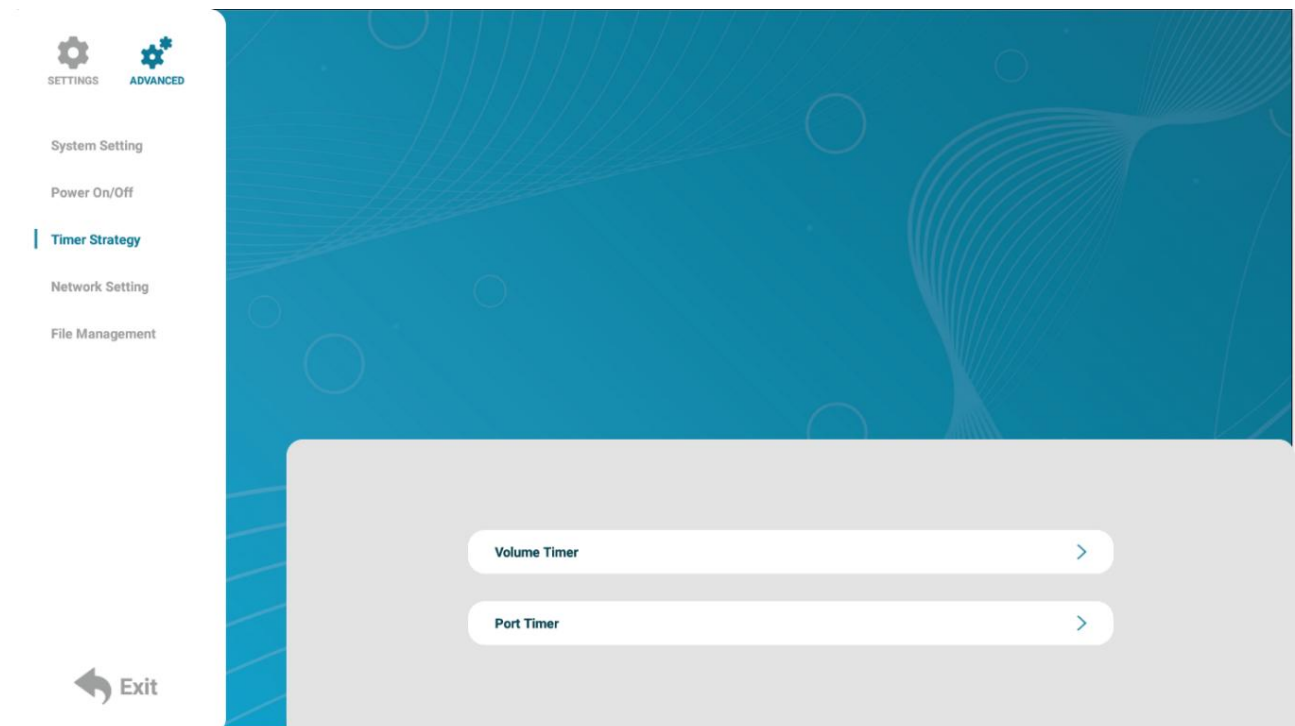 SETTINGS
ADVANCED
System Setting
Power On/Off
Timer Strategy
Network Setting
File Management
Volume Timer
Port Timer
Exit